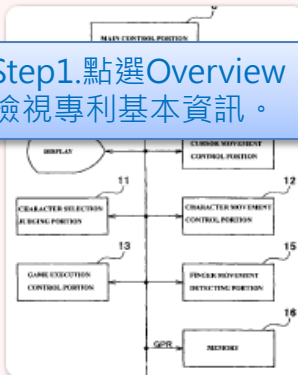 MAIN CONTROL PORTION
Step1.點選Overview
檢視專利基本資訊。
DISPLAY
CURSOR MOVEMENT
CONTROL PORTION
11
CHARACTER SELECTION
JUDGING PORTION
12
CHARACTER MOVEMENT
CONTROL PORTION
13
GAME EXECUTION
CONTROL PORTION
15
FINGER MOVEMENT
DETECTING PORTION
GPR
16
MEMORY